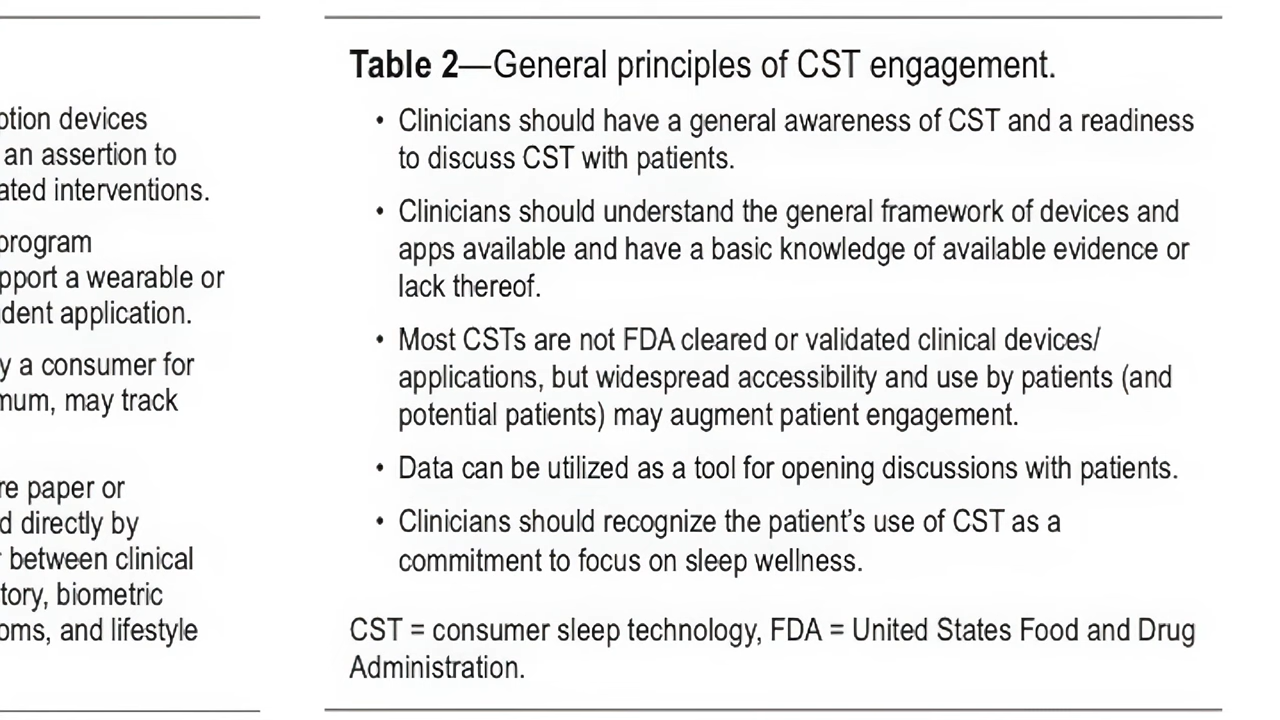 otion devices
an assertion to
ated interventions.
program
pport a wearable or
dent application.
y a consumer for
mum, may track
re paper or
d directly by
between clinical
tory, biometric
oms, and lifestyle
Table 2—General principles of CST engagement.
• Clinicians should have a general awareness of CST and a readiness
to discuss CST with patients.
• Clinicians should understand the general framework of devices and
apps available and have a basic knowledge of available evidence or
lack thereof.
• Most CSTs are not FDA cleared or validated clinical devices/
applications, but widespread accessibility and use by patients (and
potential patients) may augment patient engagement.
• Data can be utilized as a tool for opening discussions with patients.
• Clinicians should recognize the patient’s use of CST as a
commitment to focus on sleep wellness.
CST = consumer sleep technology, FDA = United States Food and Drug
Administration.